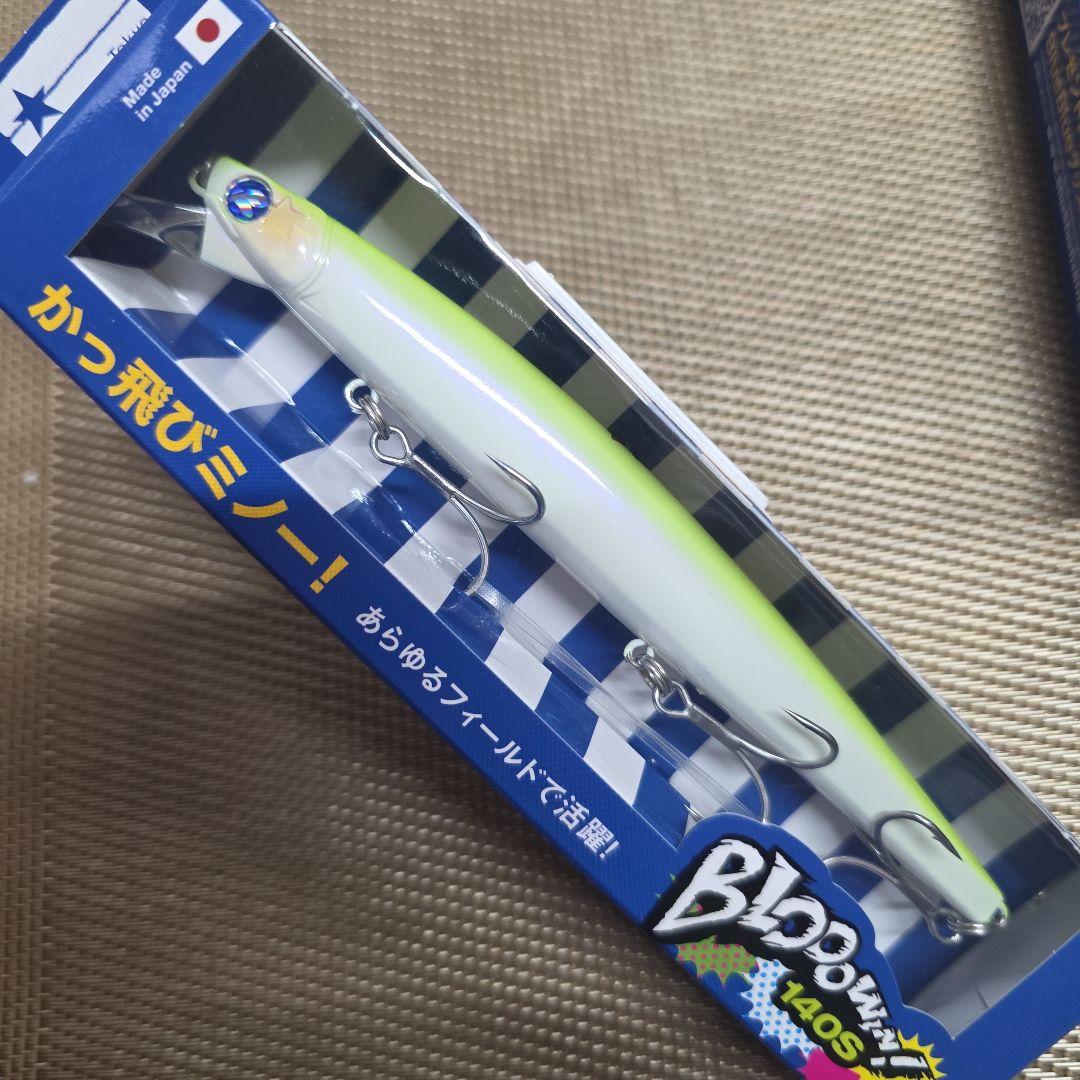 Made
in Japan
かっ飛びミノー!
あらゆるフィールドで活躍!
BLooowin!
140S